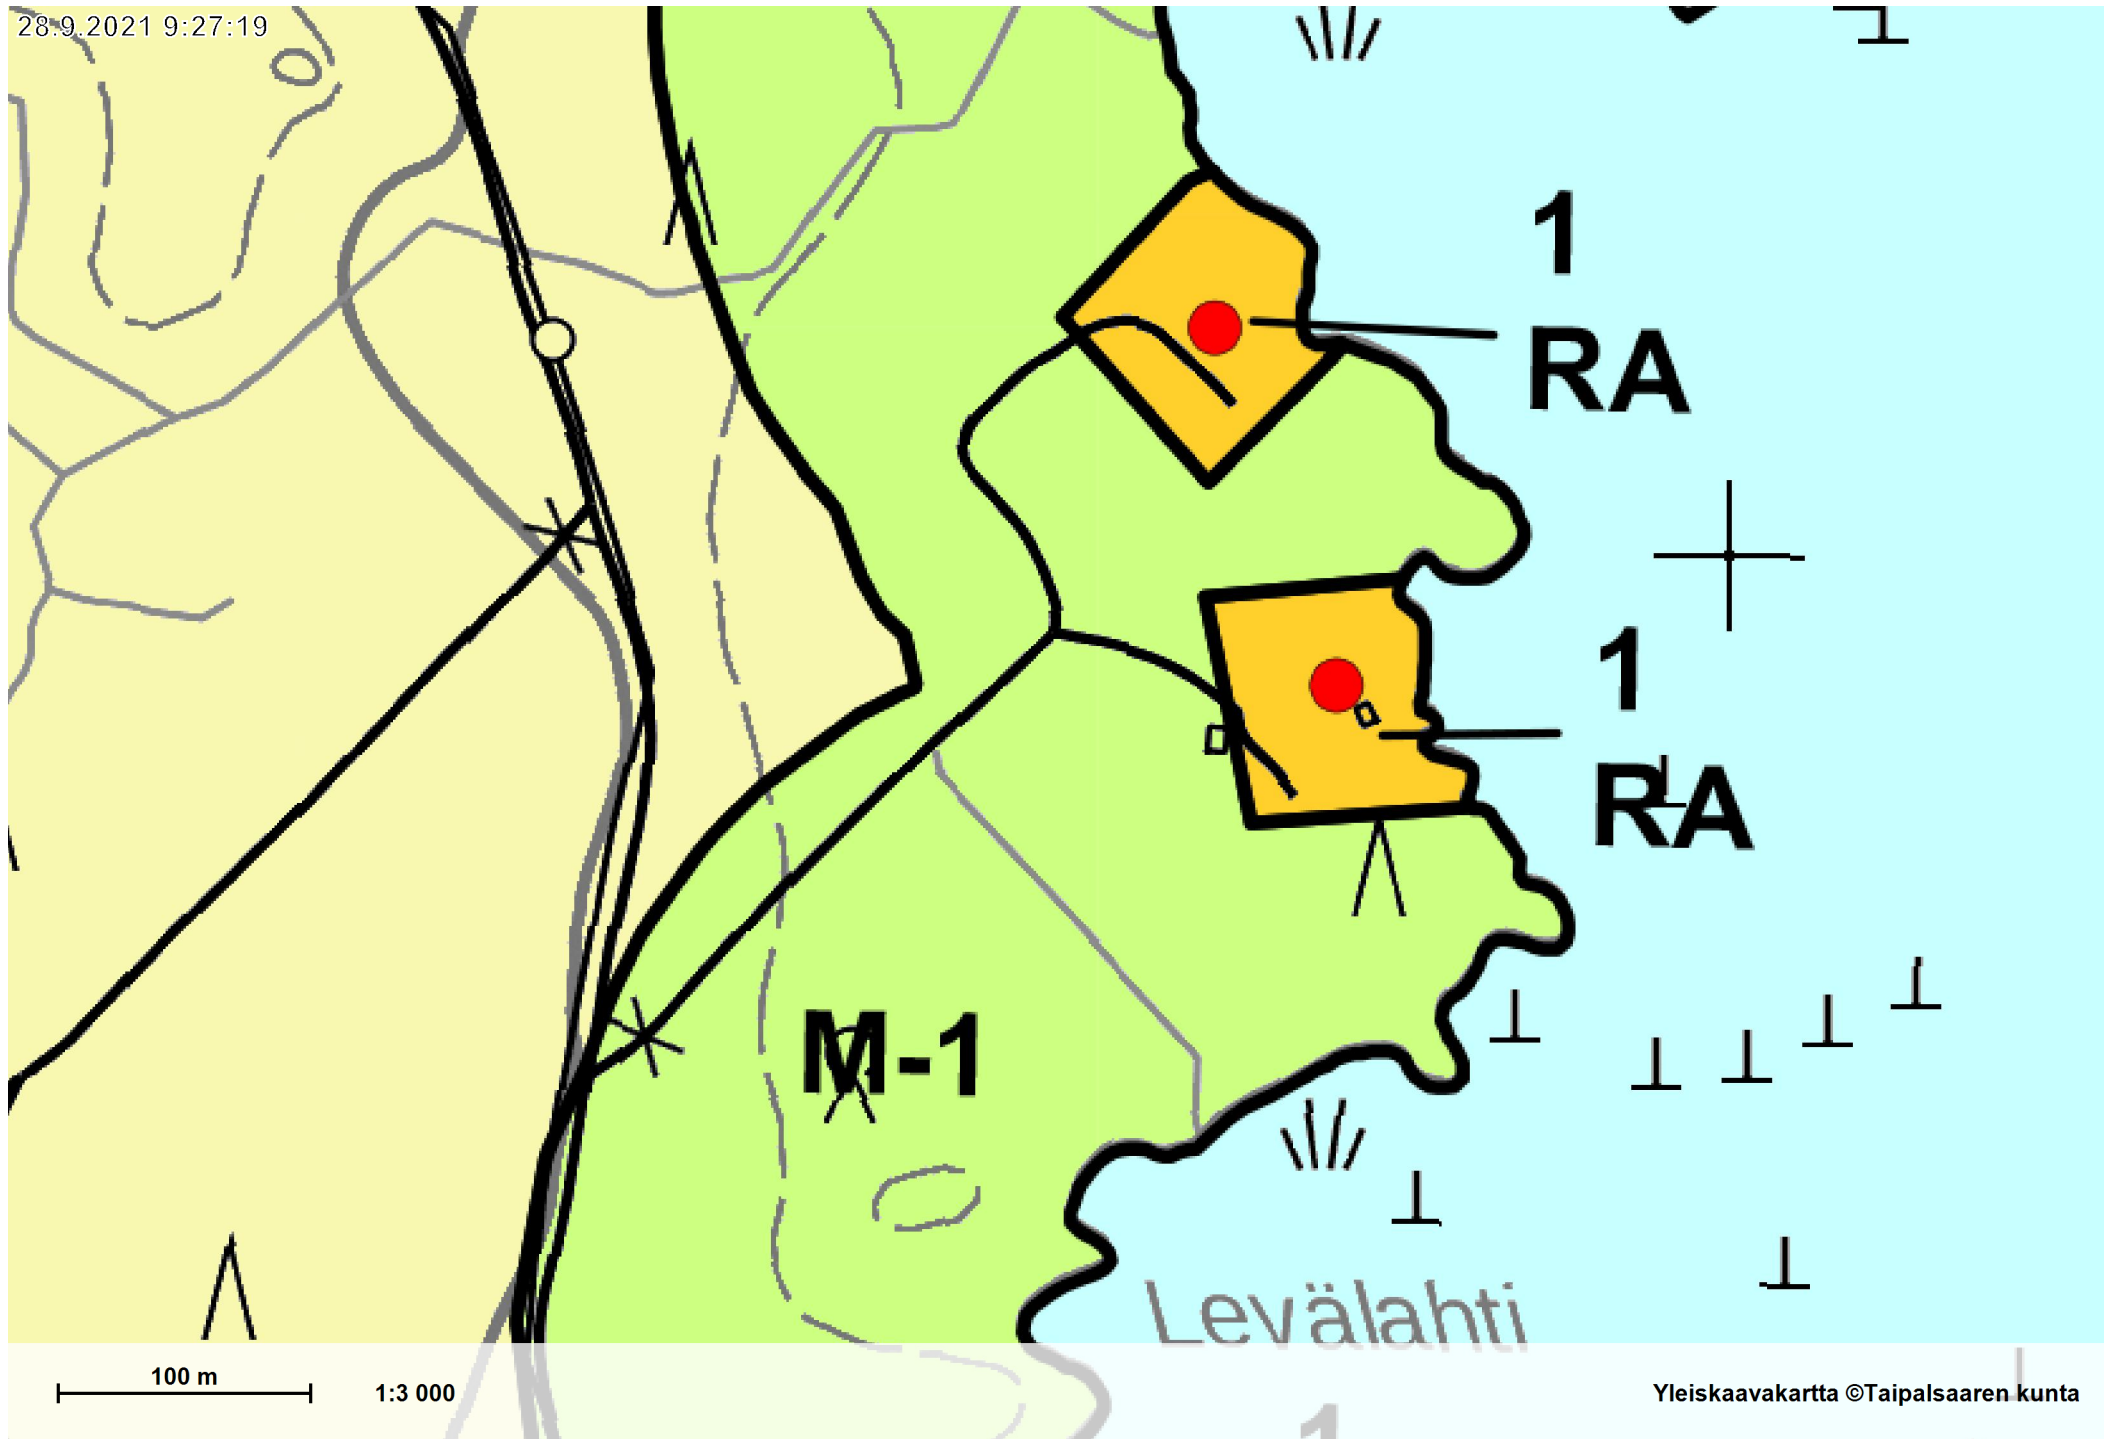 28.9.2021 9:27:19
1
RA
1
RA
M-1
Levälahti
100 m
1:3 000
Yleiskaavakartta ©Taipalsaaren kunta
1